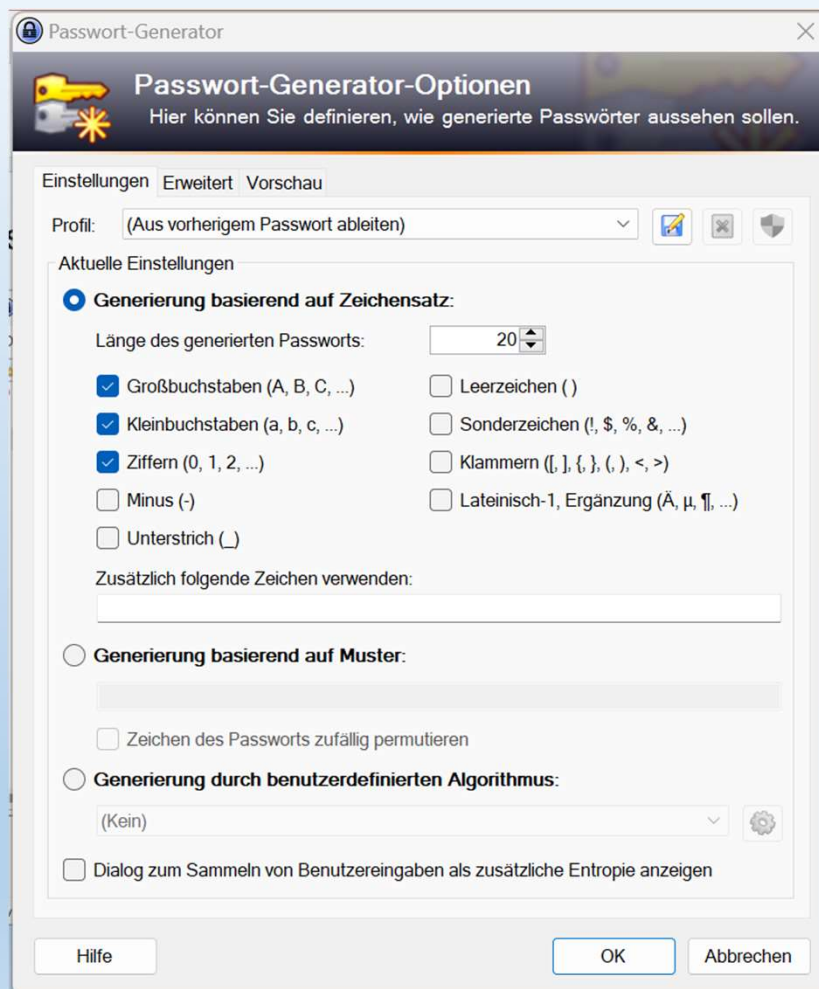 Passwort-Generator
Passwort-Generator-Optionen
Hier können Sie definieren, wie generierte Passwörter aussehen sollen.
Einstellungen Erweitert Vorschau
Profil: (Aus vorherigem Passwort ableiten)
Aktuelle Einstellungen
Generierung basierend auf Zeichensatz:
Länge des generierten Passworts: 20
Großbuchstaben (A, B, C, ...) Leerzeichen ( )
Kleinbuchstaben (a, b, c, ...) Sonderzeichen (!, $, %, &, ...)
Ziffern (0, 1, 2, ...) Klammern ([, ], {, }, (, ), <, >)
Minus (-) Lateinisch-1, Ergänzung (Ä, µ, ¶, ...)
Unterstrich (_)
Zusätzlich folgende Zeichen verwenden:
Generierung basierend auf Muster:
Zeichen des Passworts zufällig permutieren
Generierung durch benutzerdefinierten Algorithmus:
(Kein)
Dialog zum Sammeln von Benutzereingaben als zusätzliche Entropie anzeigen
Hilfe OK Abbrechen